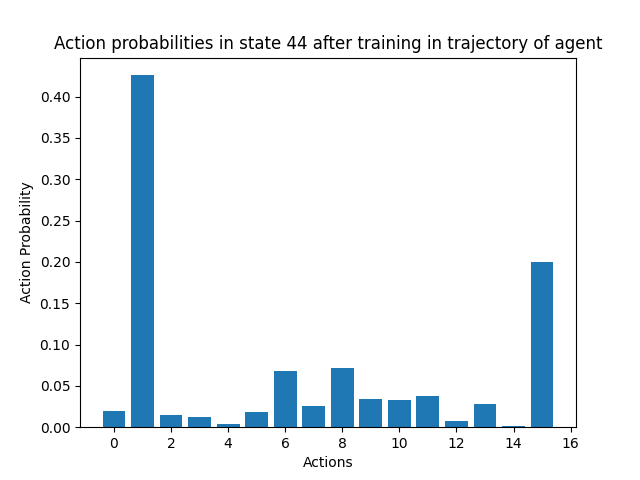 Action probabilities in state 44 after training in trajectory of agent
0.40
0.35
0.30
0.25
0.20
0.15
0.10
0.05
0.00
Action Probability
0 2 4 6 8 10 12 14 16
Actions